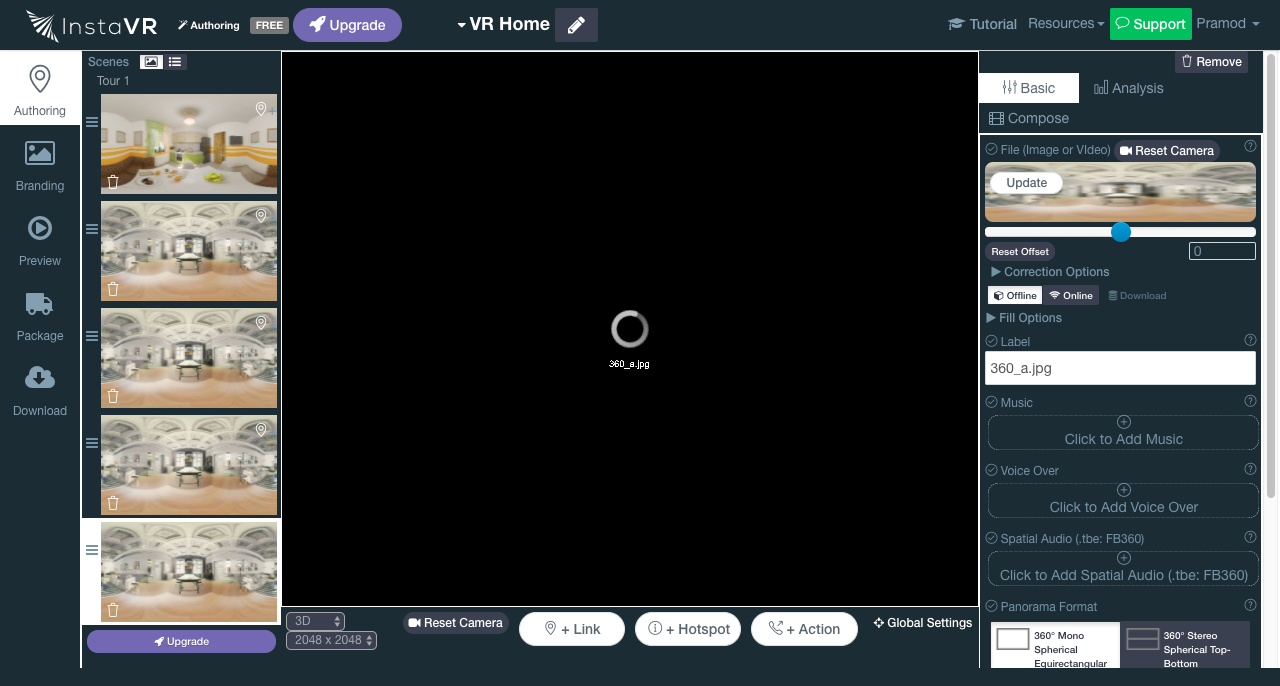 InstaVR
Authoring
FREE
Upgrade
VR Home
Tutorial
Resources
Support
Pramod
Authoring
Branding
Preview
Package
Download
Scenes
Tour 1
Upgrade
360_a.jpg
3D
2048 x 2048
Reset Camera
+ Link
+ Hotspot
+ Action
Global Settings
Remove
Basic
Analysis
Compose
File (Image or VIdeo)
Reset Camera
Update
Reset Offset
0
Correction Options
Offline
Online
Download
Fill Options
Label
360_a.jpg
Music
Click to Add Music
Voice Over
Click to Add Voice Over
Spatial Audio (.tbe: FB360)
Click to Add Spatial Audio (.tbe: FB360)
Panorama Format
360° Mono
Spherical
Equirectangular
360° Stereo
Spherical Top-
Bottom